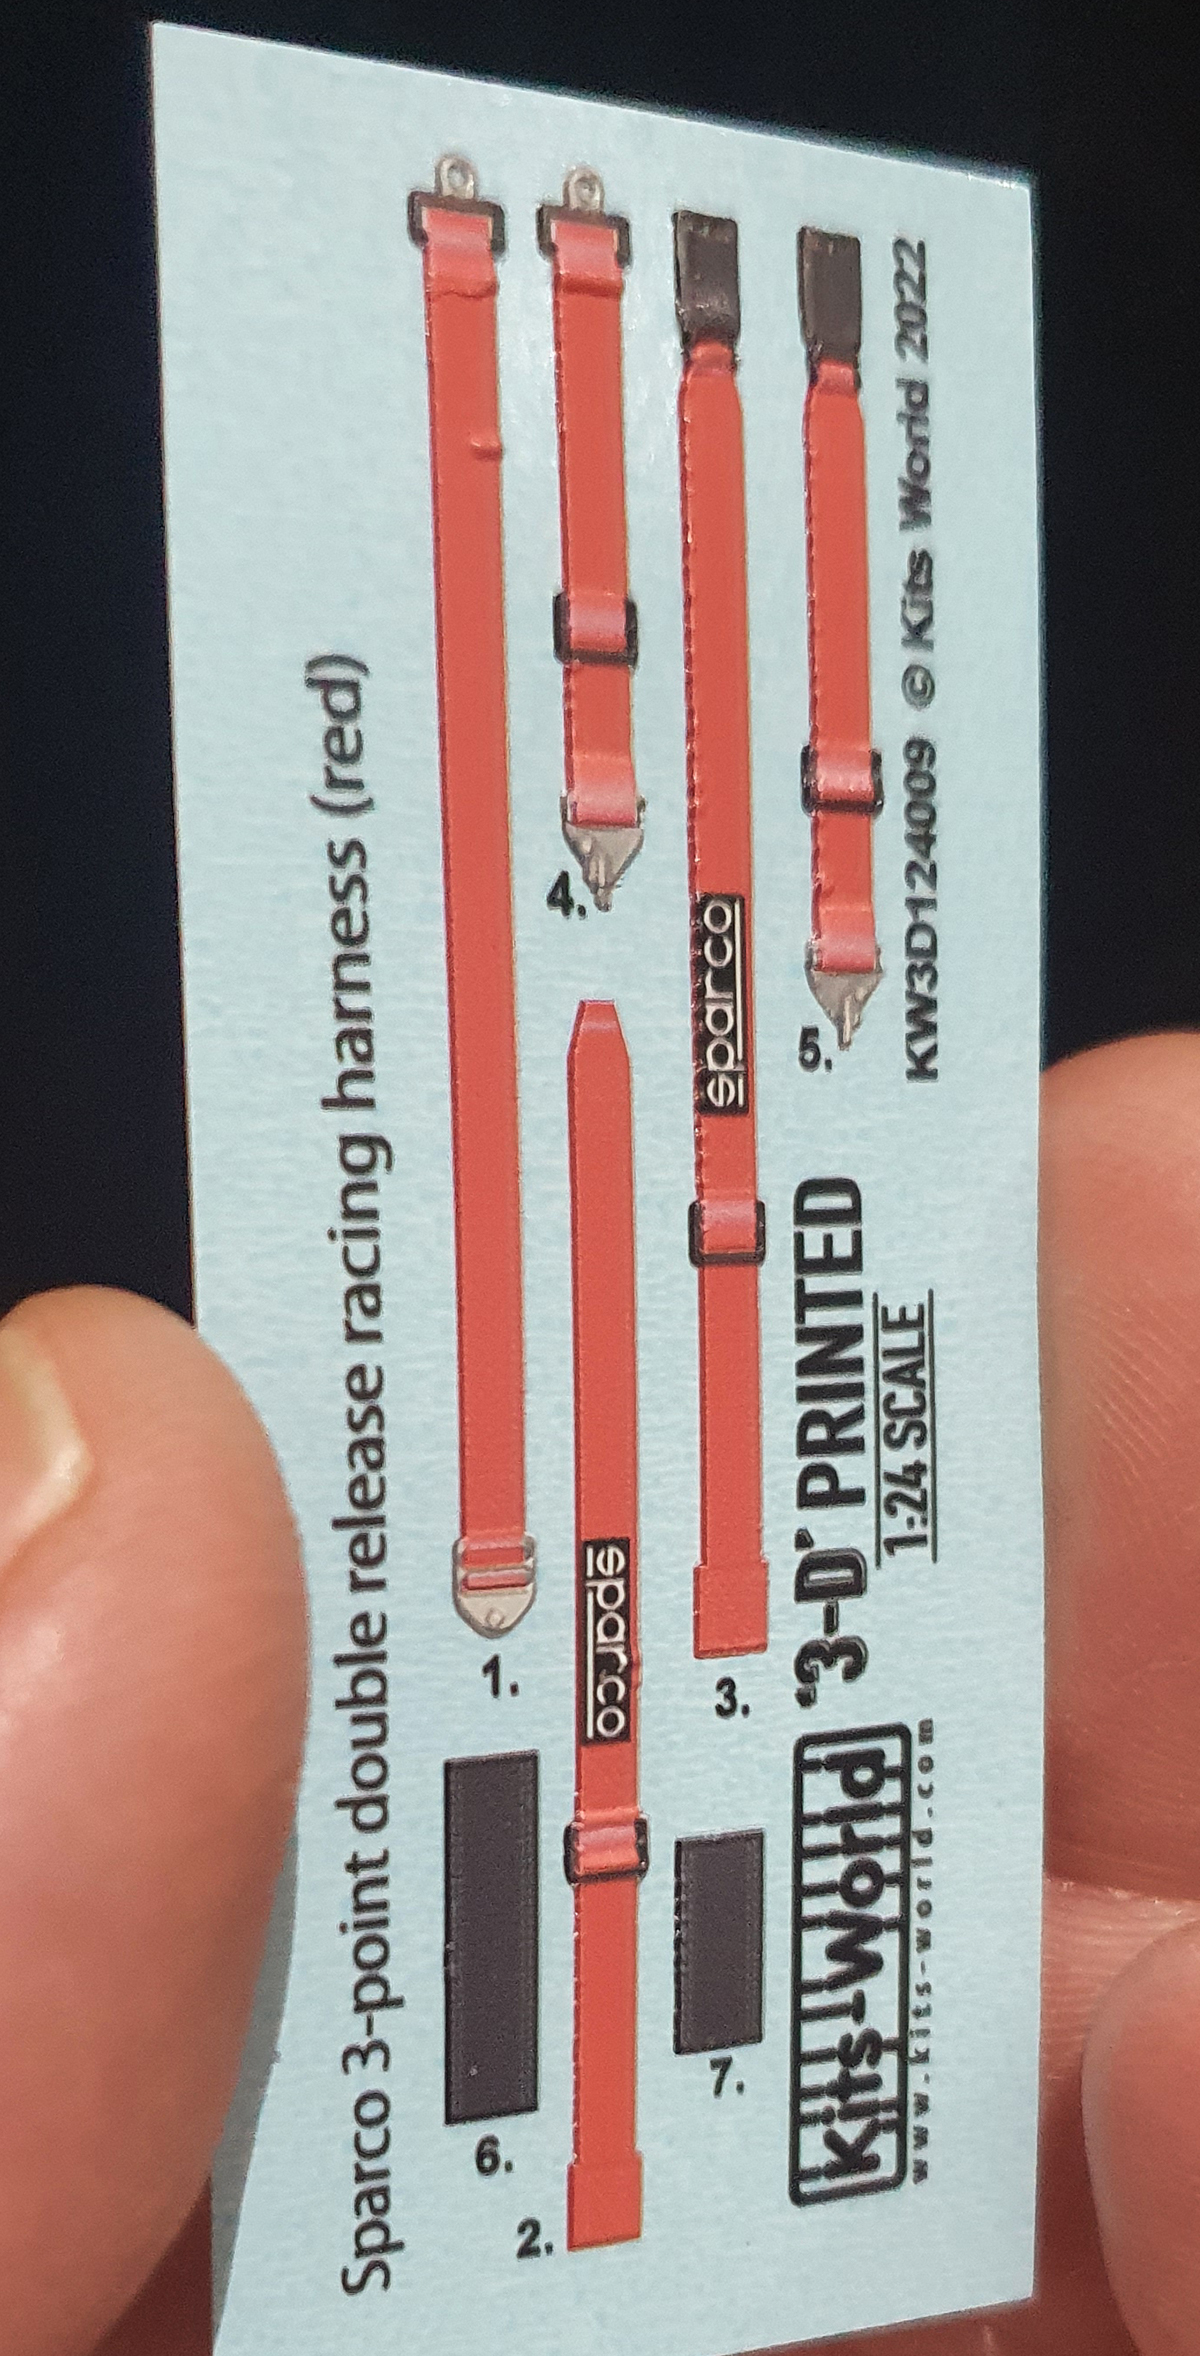 Sparco 3-point double release racing harness (red)
1.
6.
4.
2.
sparco
sparco
3.
7.
5.
Kits-World
www.kits-world.com
'3-D' PRINTED
1:24 SCALE
KW3D124009 © Kits World 2022